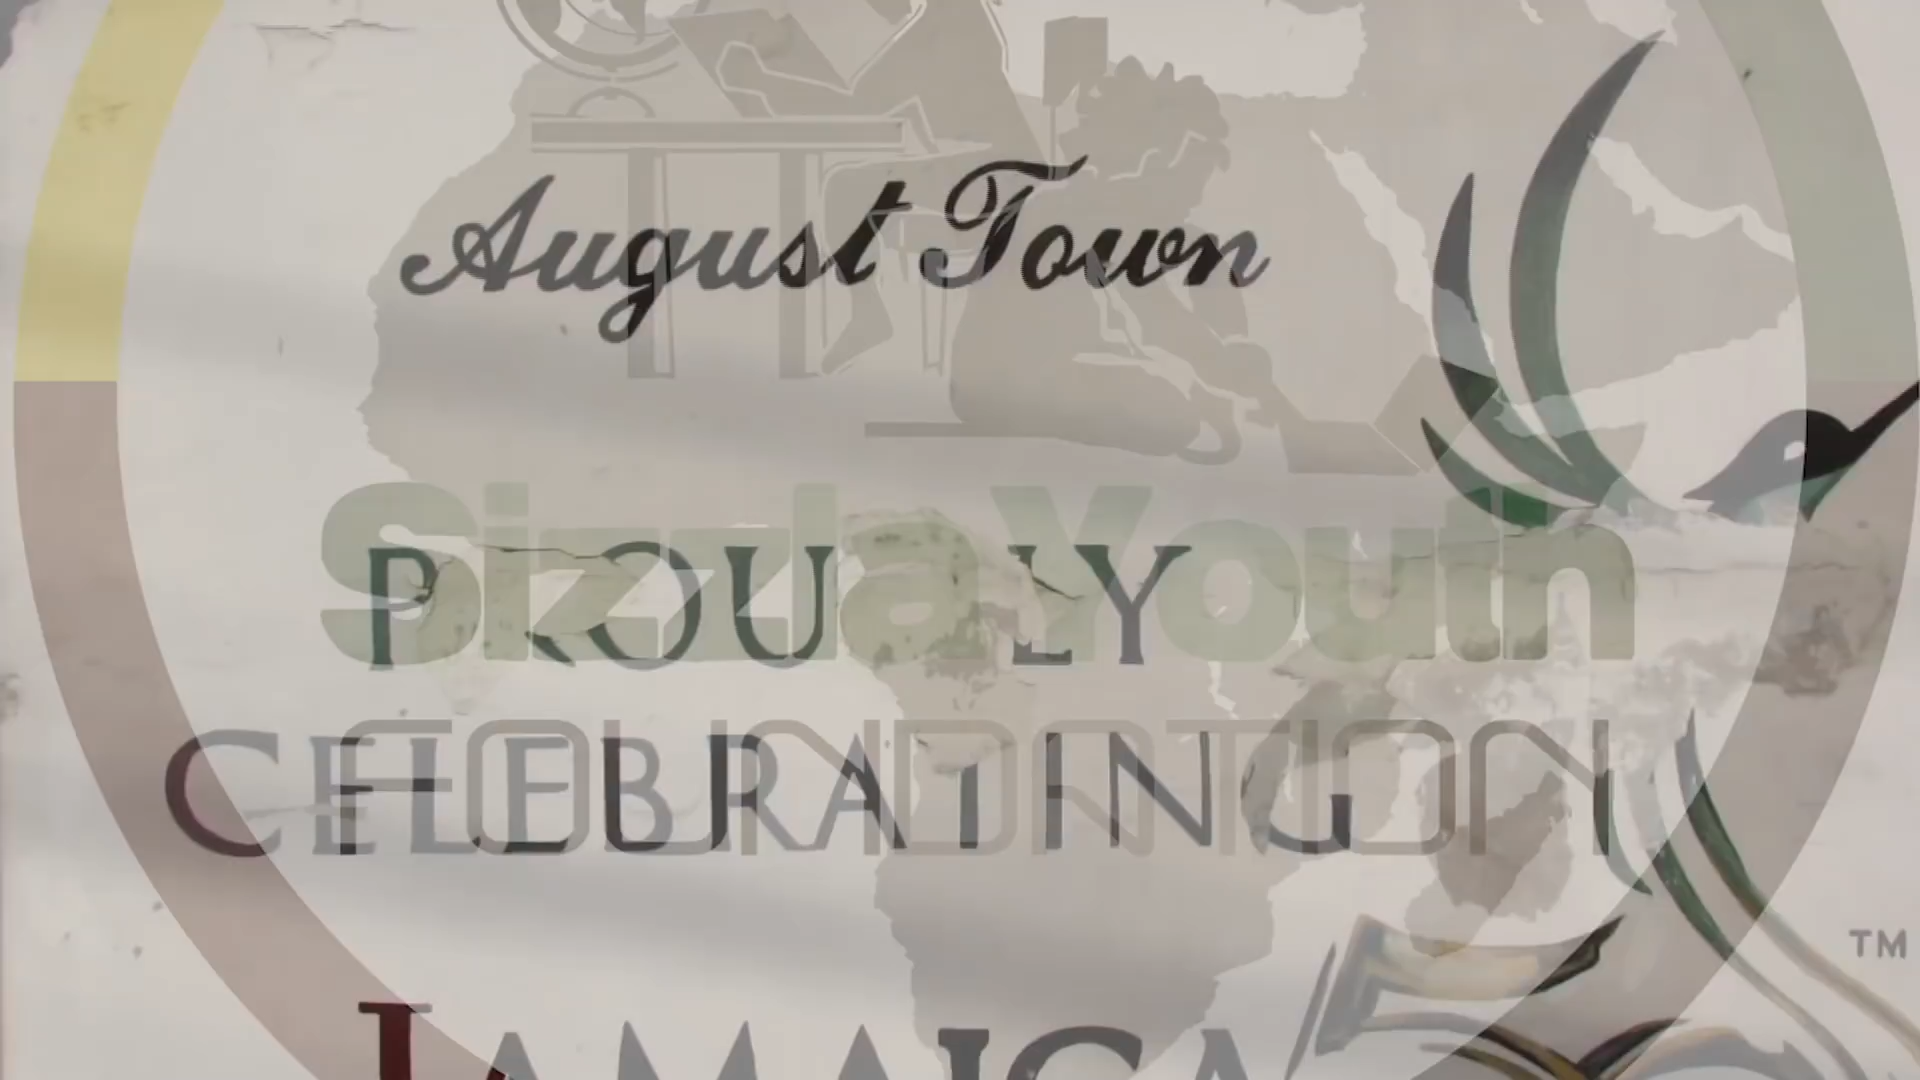 August Town
Sizzla Youth
PROUDLY
FOUNDATION
CELEBRATING
TM
JAMAICA